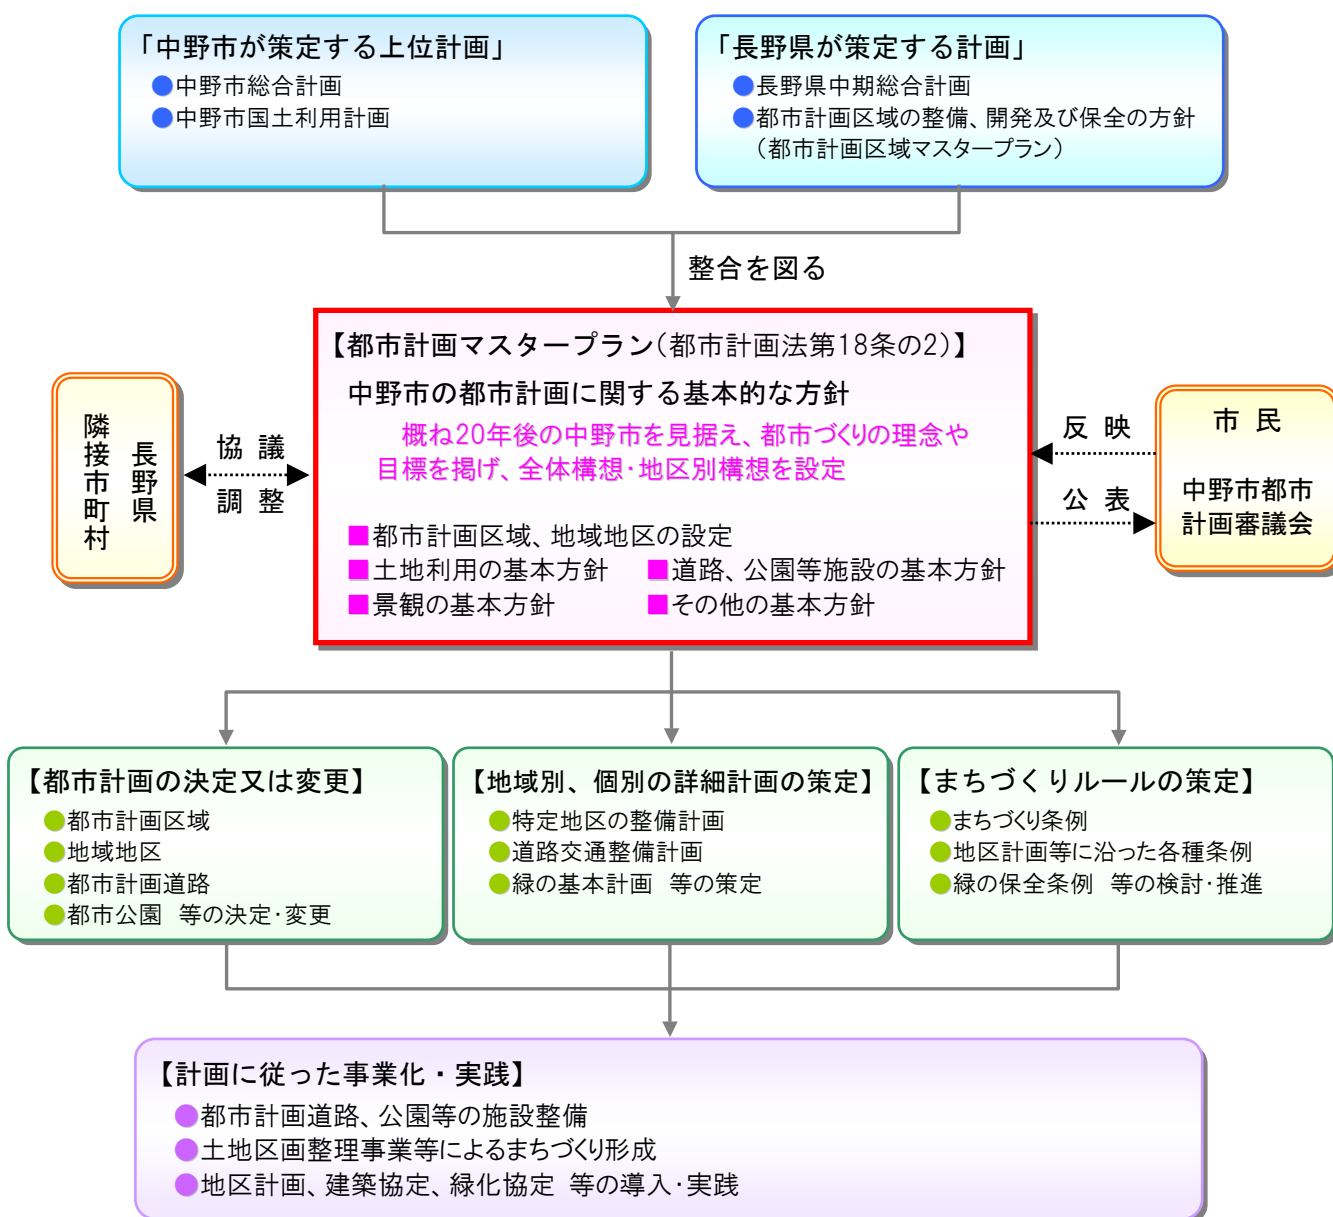 「中野市が策定する上位計画」
●中野市総合計画
●中野市国土利用計画
「長野県が策定する計画」
●長野県中期総合計画
●都市計画区域の整備、開発及び保全の方針
（都市計画区域マスタープラン）
整合を図る
【都市計画マスタープラン（都市計画法第18条の2）】
中野市の都市計画に関する基本的な方針
概ね20年後の中野市を見据え、都市づくりの理念や
目標を掲げ、全体構想・地区別構想を設定
■都市計画区域、地域地区の設定
■土地利用の基本方針 ■道路、公園等施設の基本方針
■景観の基本方針 ■その他の基本方針
長野県
隣接市町村
協 議
調 整
反 映
公 表
市 民
中野市都市
計画審議会
【都市計画の決定又は変更】
●都市計画区域
●地域地区
●都市計画道路
●都市公園 等の決定・変更
【地域別、個別の詳細計画の策定】
●特定地区の整備計画
●道路交通整備計画
●緑の基本計画 等の策定
【まちづくりルールの策定】
●まちづくり条例
●地区計画等に沿った各種条例
●緑の保全条例 等の検討・推進
【計画に従った事業化・実践】
●都市計画道路、公園等の施設整備
●土地区画整理事業等によるまちづくり形成
●地区計画、建築協定、緑化協定 等の導入・実践